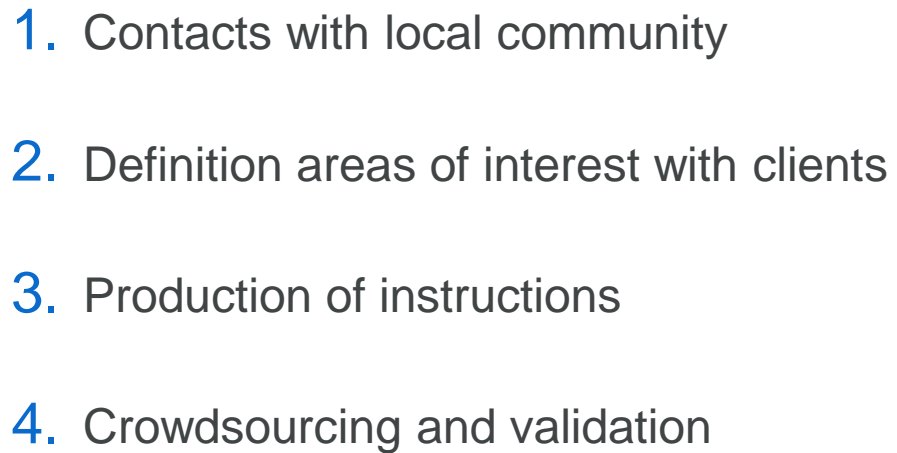 1. Contacts with local community
2. Definition areas of interest with clients
3. Production of instructions
4. Crowdsourcing and validation